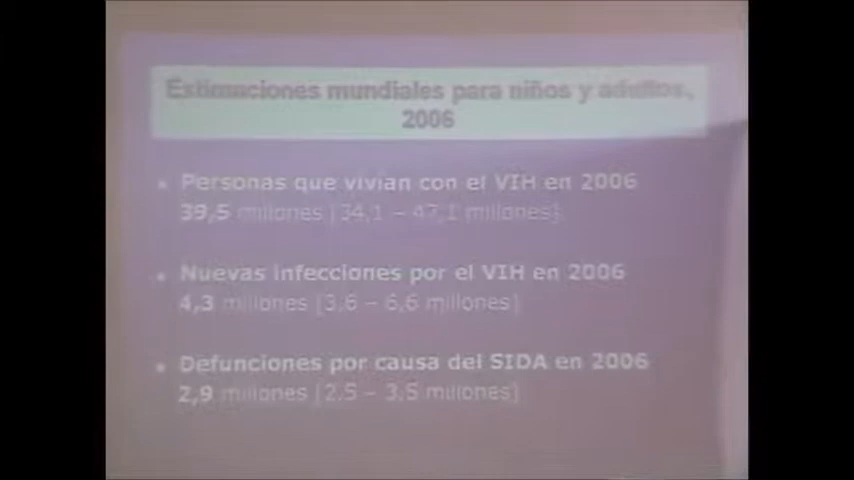 Estimaciones mundiales para niños y adultos,
2006
Personas que vivían con el VIH en 2006
39,5 millones [34,1 – 47,1 millones]
Nuevas infecciones por el VIH en 2006
4,3 millones [3,6 – 6,6 millones]
Defunciones por causa del SIDA en 2006
2,9 millones [2,5 – 3,5 millones]